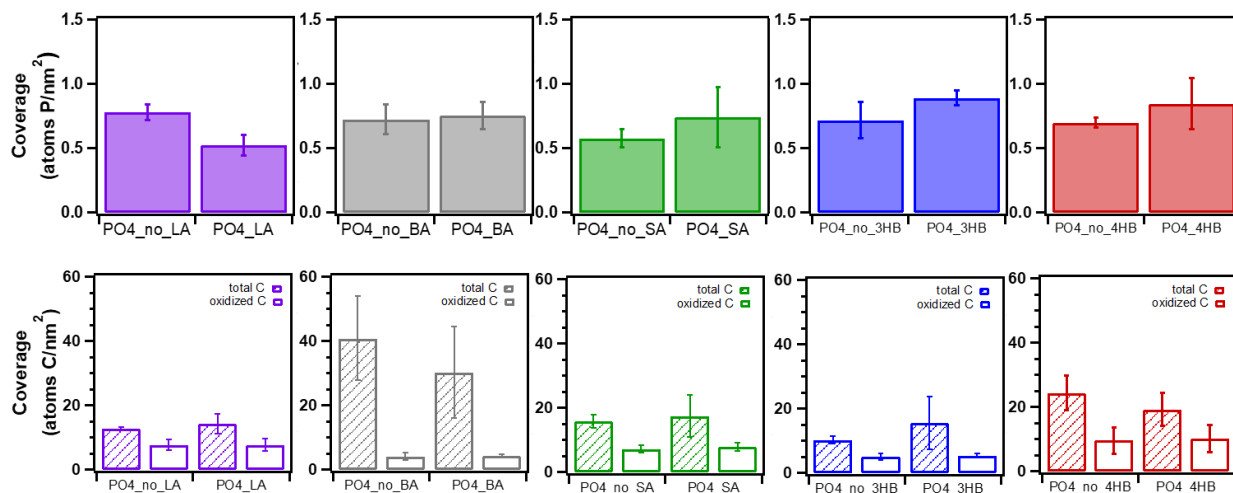 Coverage
(atoms P/nm²)
1.5
1.0
0.5
0.0
PO4_no_LA
PO4_LA
1.5
1.0
0.5
0.0
PO4_no_BA
PO4_BA
1.5
1.0
0.5
0.0
PO4_no_SA
PO4_SA
1.5
1.0
0.5
0.0
PO4_no_3HB
PO4_3HB
1.5
1.0
0.5
0.0
PO4_no_4HB
PO4_4HB
Coverage
(atoms C/nm²)
60
40
20
0
total C
oxidized C
PO4_no_LA
PO4_LA
60
40
20
0
total C
oxidized C
PO4_no_BA
PO4_BA
60
40
20
0
total C
oxidized C
PO4_no_SA
PO4_SA
60
40
20
0
total C
oxidized C
PO4_no_3HB
PO4_3HB
60
40
20
0
total C
oxidized C
PO4_no_4HB
PO4_4HB